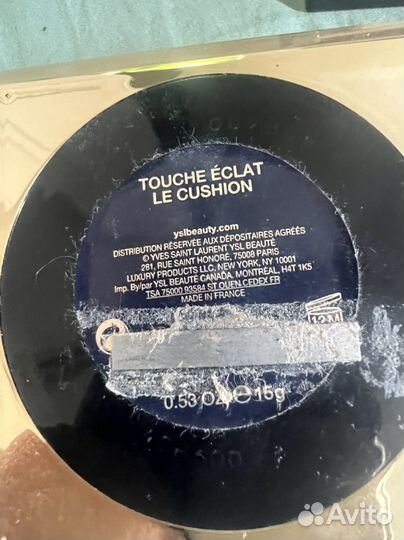 TOUCHE ÉCLAT
LE CUSHION
yslbeauty.com
DISTRIBUTION RÉSERVÉE AUX DÉPOSITAIRES AGRÉÉS
© YVES SAINT LAURENT YSL BEAUTÉ
281, RUE SAINT HONORÉ, 75008 PARIS
LUXURY PRODUCTS LLC, NEW YORK, NY 10001
Imp. By/par YSL BEAUTÉ CANADA, MONTREAL, H4T 1K5
TSA 75000 93584 ST OUEN CEDEX FR
MADE IN FRANCE
12M
0.53 OZ. ℮ 15g
Avito